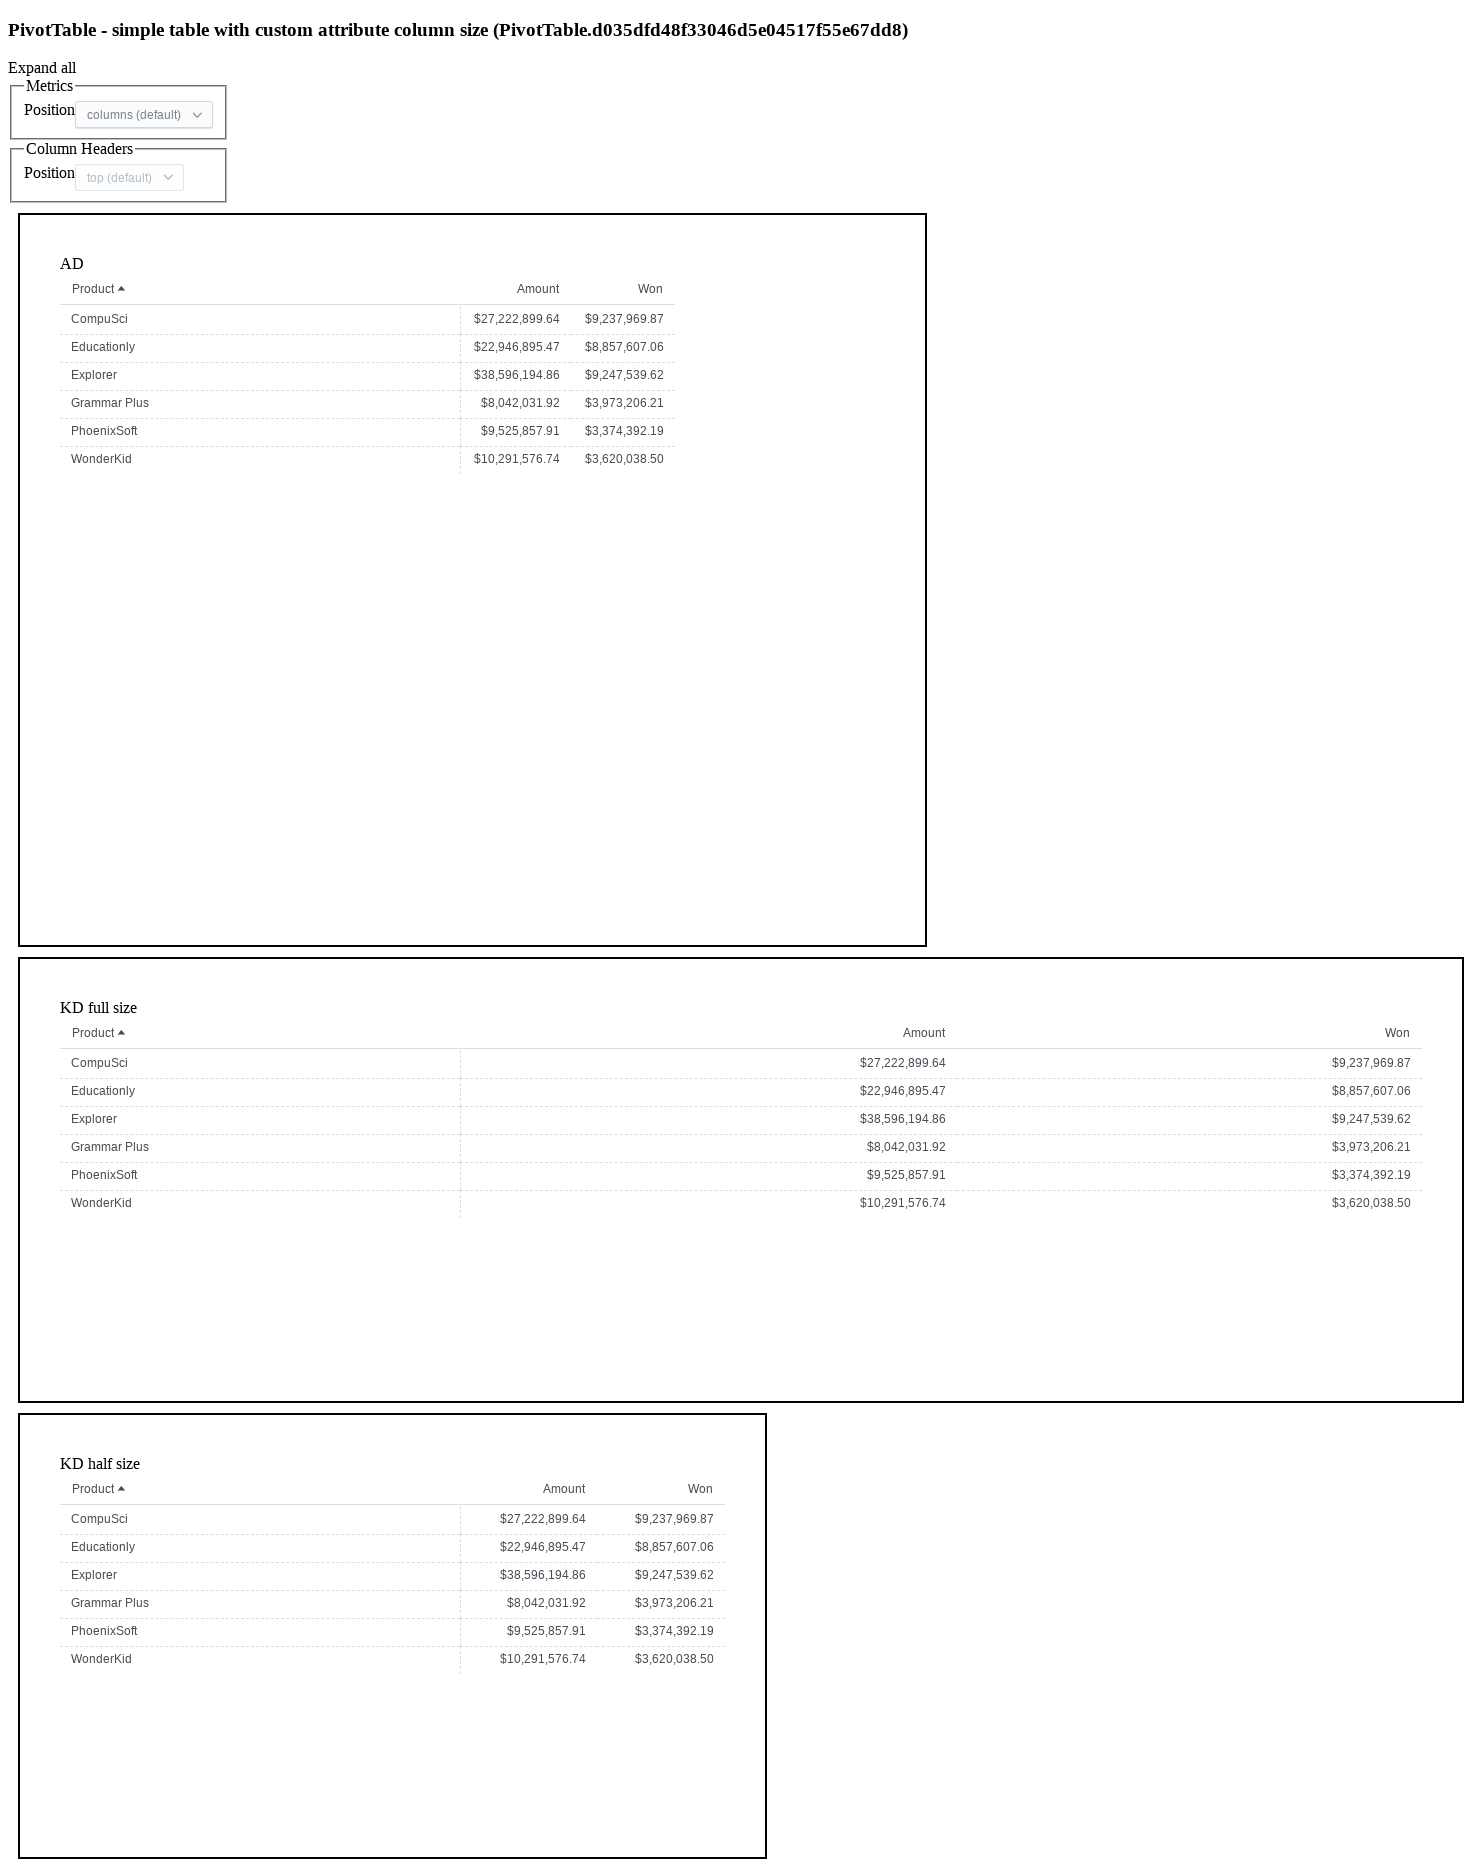 PivotTable - simple table with custom attribute column size (PivotTable.d035dfd48f33046d5e04517f55e67dd8)
Expand all
Metrics
Position columns (default)
Column Headers
Position top (default)
AD
Product Amount Won
CompuSci $27,222,899.64 $9,237,969.87
Educationly $22,946,895.47 $8,857,607.06
Explorer $38,596,194.86 $9,247,539.62
Grammar Plus $8,042,031.92 $3,973,206.21
PhoenixSoft $9,525,857.91 $3,374,392.19
WonderKid $10,291,576.74 $3,620,038.50
KD full size
Product Amount Won
CompuSci $27,222,899.64 $9,237,969.87
Educationly $22,946,895.47 $8,857,607.06
Explorer $38,596,194.86 $9,247,539.62
Grammar Plus $8,042,031.92 $3,973,206.21
PhoenixSoft $9,525,857.91 $3,374,392.19
WonderKid $10,291,576.74 $3,620,038.50
KD half size
Product Amount Won
CompuSci $27,222,899.64 $9,237,969.87
Educationly $22,946,895.47 $8,857,607.06
Explorer $38,596,194.86 $9,247,539.62
Grammar Plus $8,042,031.92 $3,973,206.21
PhoenixSoft $9,525,857.91 $3,374,392.19
WonderKid $10,291,576.74 $3,620,038.50